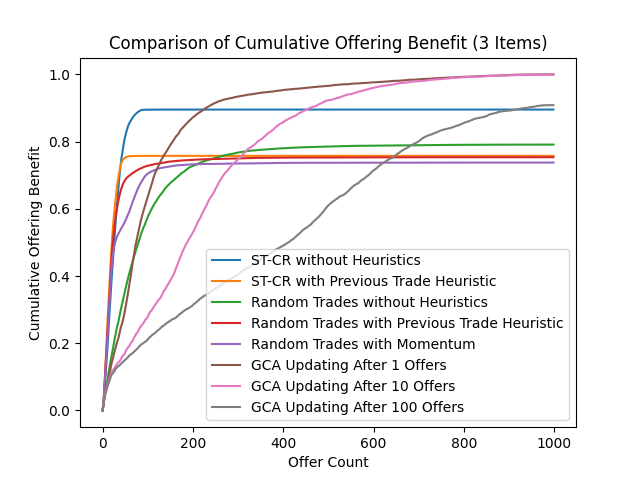 Comparison of Cumulative Offering Benefit (3 Items)
1.0
0.8
0.6
0.4
0.2
0.0
Cumulative Offering Benefit
ST-CR without Heuristics
ST-CR with Previous Trade Heuristic
Random Trades without Heuristics
Random Trades with Previous Trade Heuristic
Random Trades with Momentum
GCA Updating After 1 Offers
GCA Updating After 10 Offers
GCA Updating After 100 Offers
0 200 400 600 800 1000
Offer Count